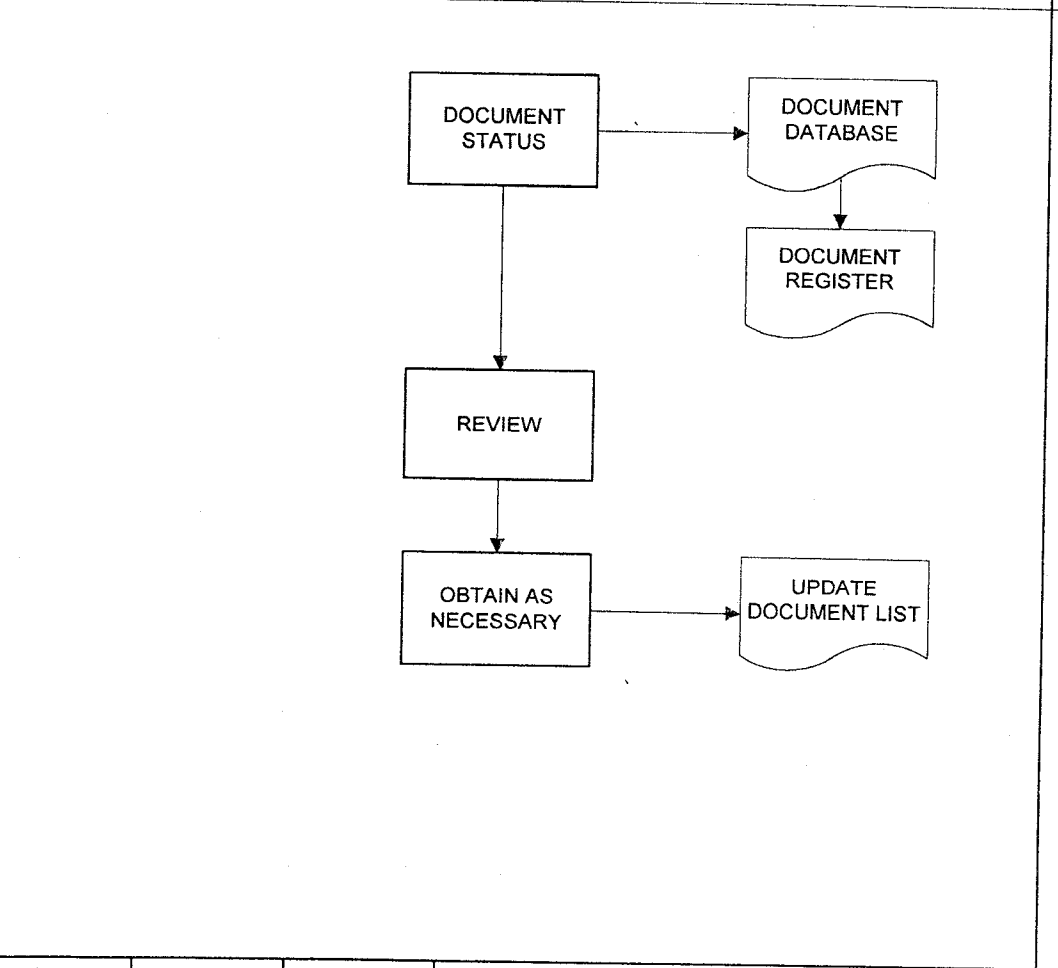 DOCUMENT
STATUS
DOCUMENT
DATABASE
DOCUMENT
REGISTER
REVIEW
OBTAIN AS
NECESSARY
UPDATE
DOCUMENT LIST